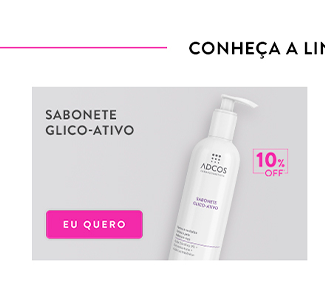 CONHEÇA A LIN
SABONETE
GLICO-ATIVO
ADCOS
10%
OFF
SABONETE
GLICO-ATIVO
EU QUERO